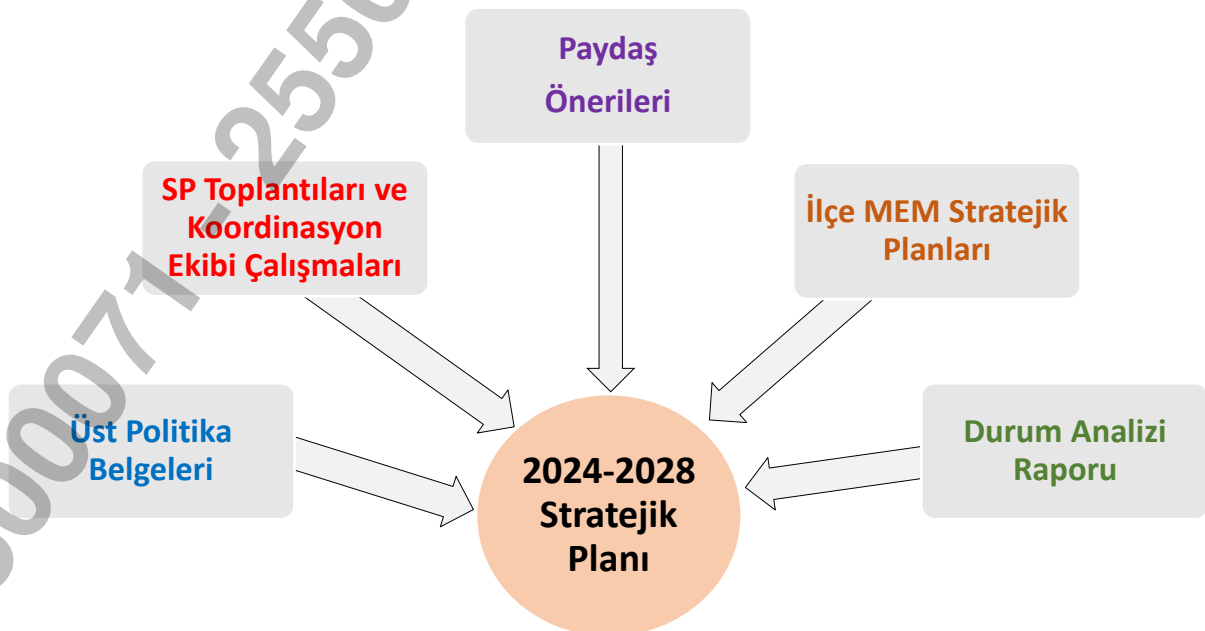 Paydaş
Önerileri
SP Toplantıları ve
Koordinasyon
Ekibi Çalışmaları
İlçe MEM Stratejik
Planları
Üst Politika
Belgeleri
Durum Analizi
Raporu
2024-2028
Stratejik
Planı